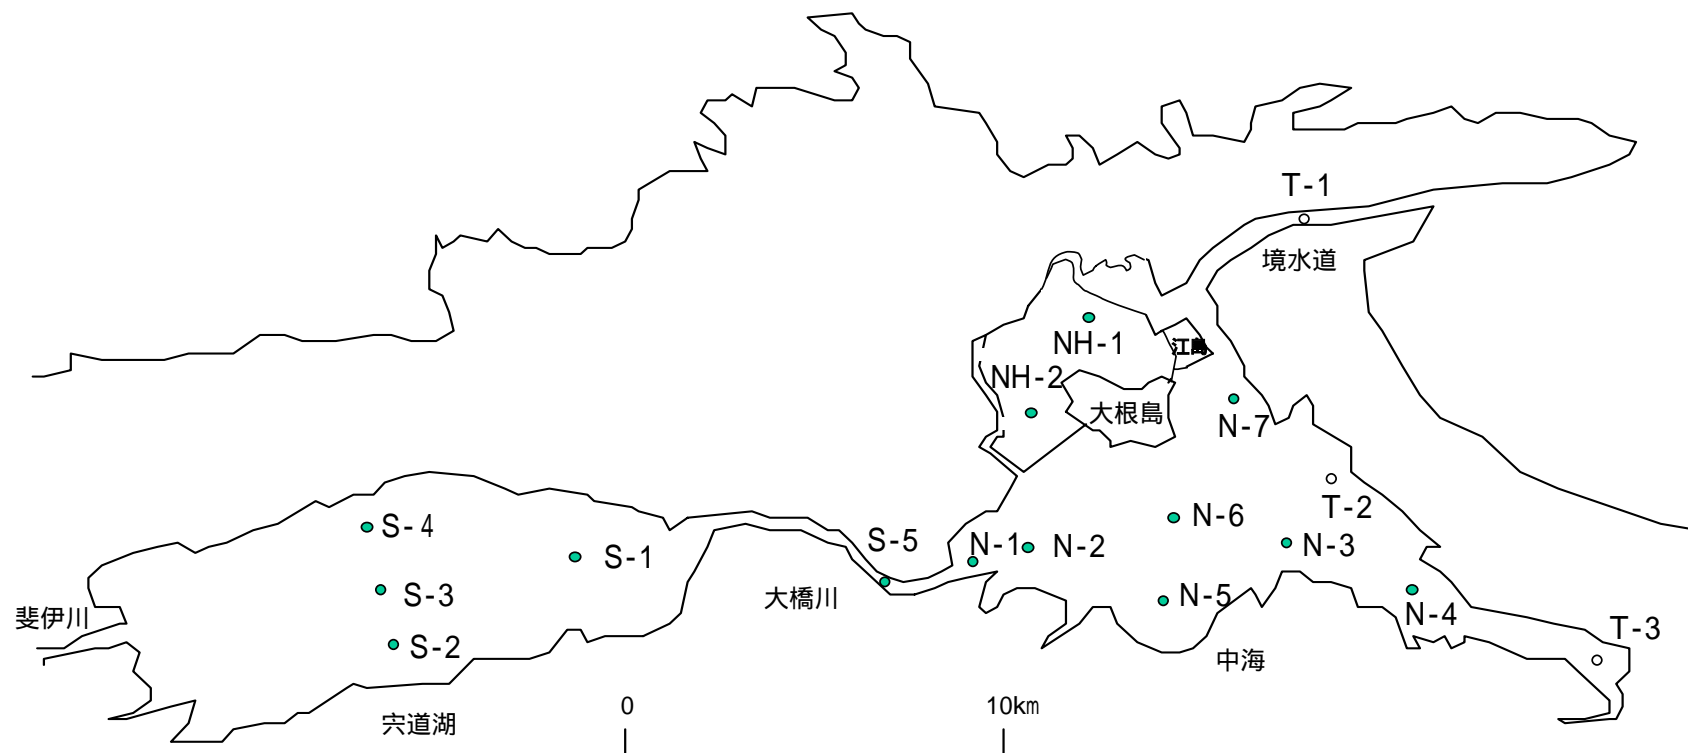 T-1
境水道
NH-1
江島
NH-2
大根島
N-7
T-2
S-4
N-6
S-5
N-1
N-2
N-3
S-1
斐伊川
S-3
大橋川
N-5
N-4
T-3
S-2
中海
宍道湖
0
10km